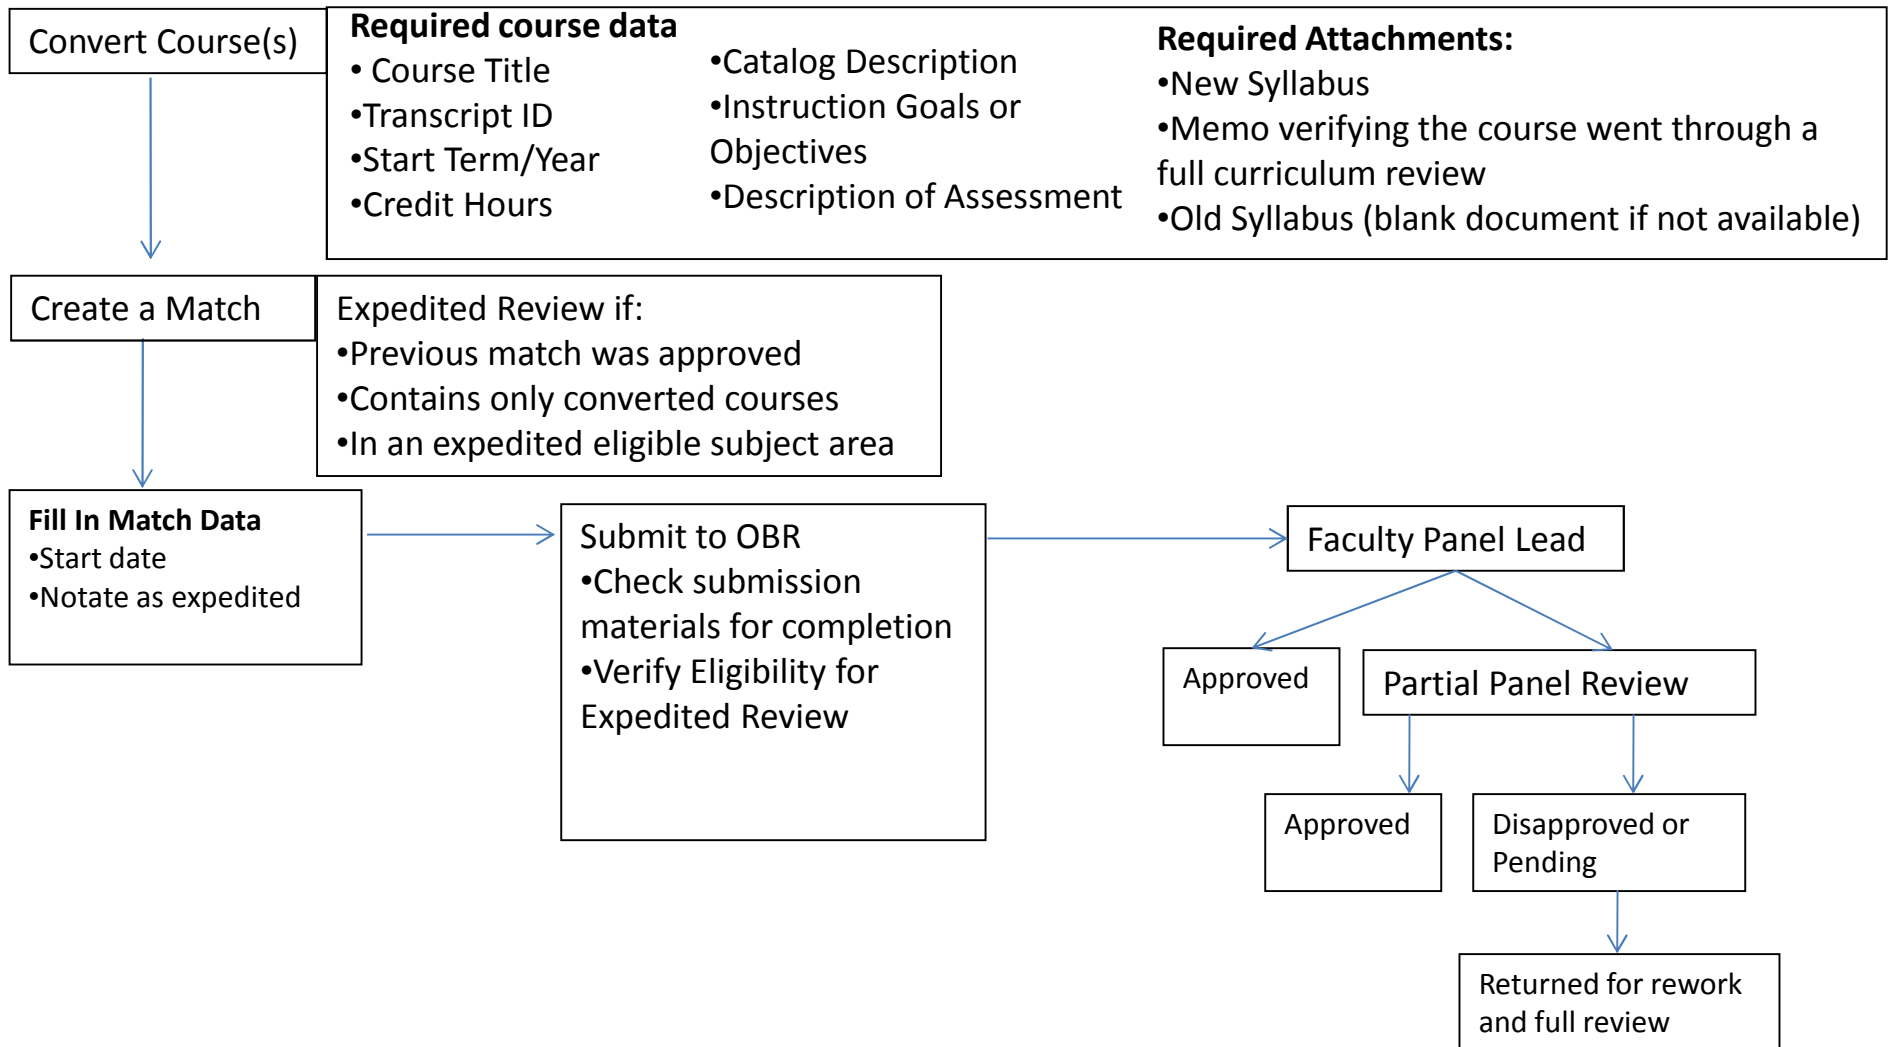 Convert Course(s)
Required course data
• Course Title
•Transcript ID
•Start Term/Year
•Credit Hours
•Catalog Description
•Instruction Goals or
Objectives
•Description of Assessment
Required Attachments:
•New Syllabus
•Memo verifying the course went through a
full curriculum review
•Old Syllabus (blank document if not available)
Create a Match
Expedited Review if:
•Previous match was approved
•Contains only converted courses
•In an expedited eligible subject area
Fill In Match Data
•Start date
•Notate as expedited
Submit to OBR
•Check submission
materials for completion
•Verify Eligibility for
Expedited Review
Faculty Panel Lead
Approved
Partial Panel Review
Approved
Disapproved or
Pending
Returned for rework
and full review